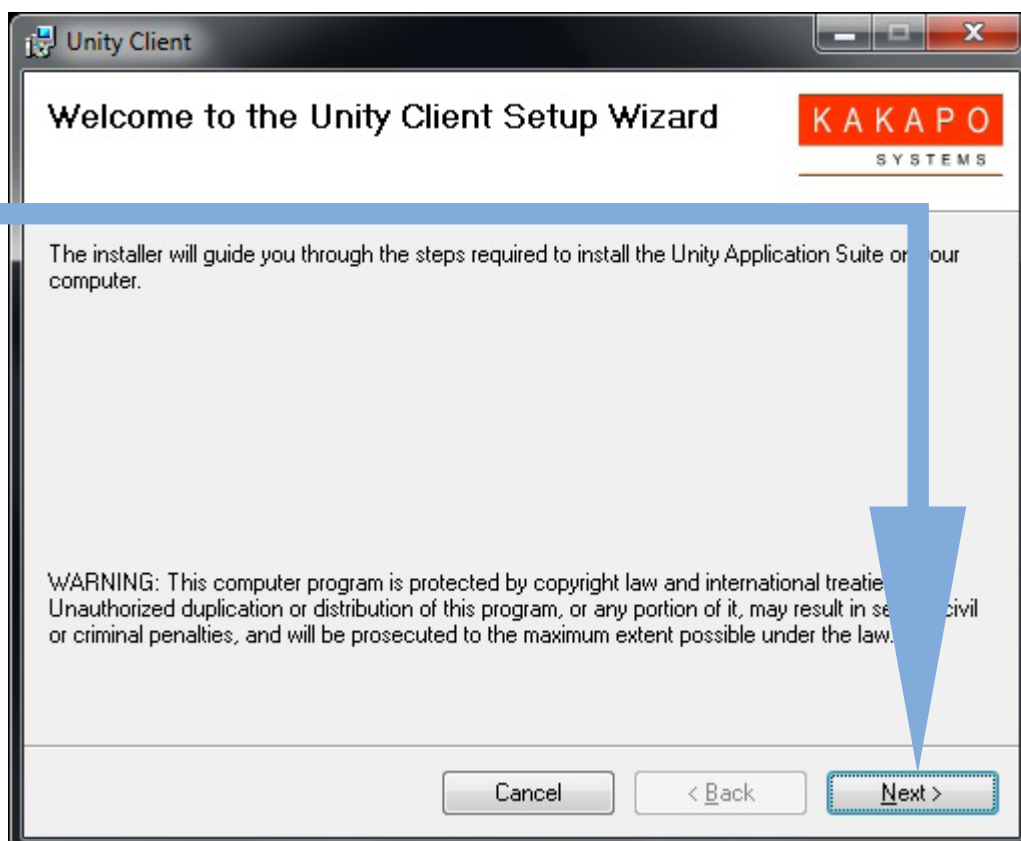 Unity Client
Welcome to the Unity Client Setup Wizard
KAKAPO
SYSTEMS
The installer will guide you through the steps required to install the Unity Application Suite on your
computer.
WARNING: This computer program is protected by copyright law and international treaties
Unauthorized duplication or distribution of this program, or any portion of it, may result in civil
or criminal penalties, and will be prosecuted to the maximum extent possible under the law.
Cancel
< Back
Next >